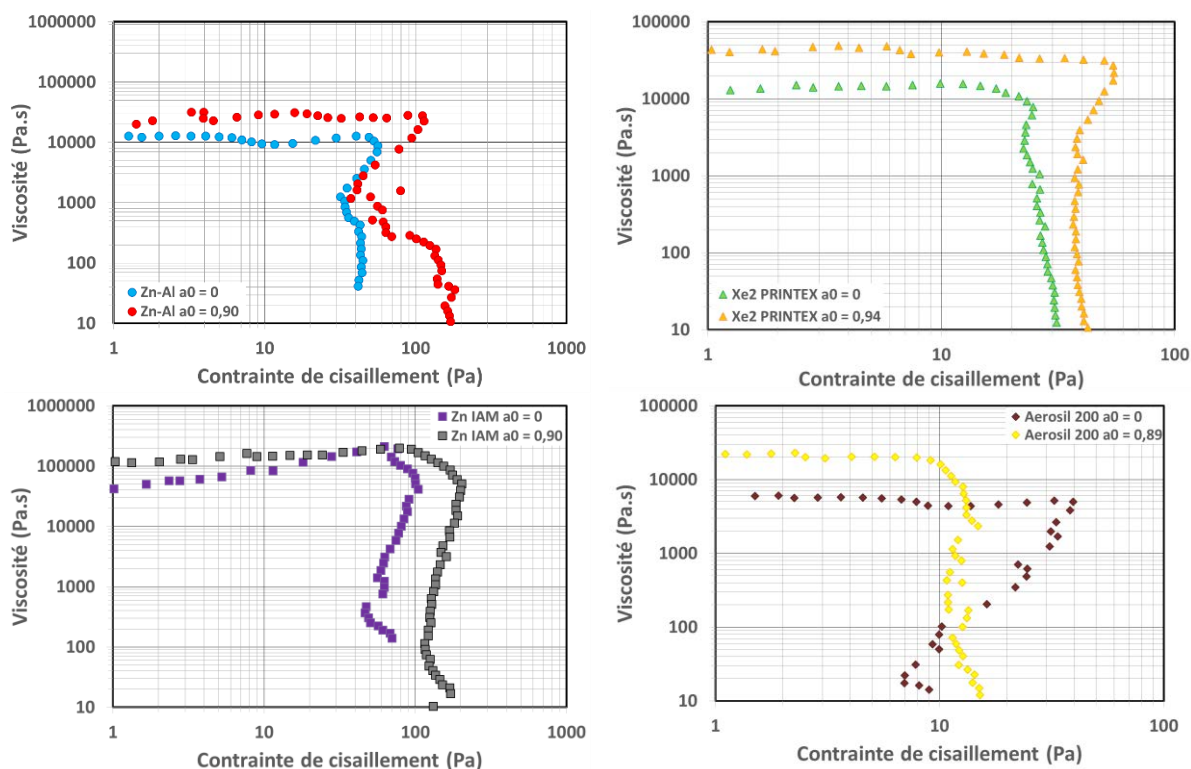 1000000
100000
10000
1000
100
10
Viscosité (Pa.s)
Zn-Al a0 = 0
Zn-Al a0 = 0,90
1 10 100 1000
Contrainte de cisaillement (Pa)
1000000
100000
10000
1000
100
10
Viscosité (Pa.s)
Xe2 PRINTEX a0 = 0
Xe2 PRINTEX a0 = 0,94
1 10 100
Contrainte de cisaillement (Pa)
1000000
100000
10000
1000
100
10
Viscosité (Pa.s)
Zn IAM a0 = 0
Zn IAM a0 = 0,90
1 10 100 1000
Contrainte de cisaillement (Pa)
100000
10000
1000
100
10
Viscosité (Pa.s)
Aerosil 200 a0 = 0
Aerosil 200 a0 = 0,89
1 10 100
Contrainte de cisaillement (Pa)